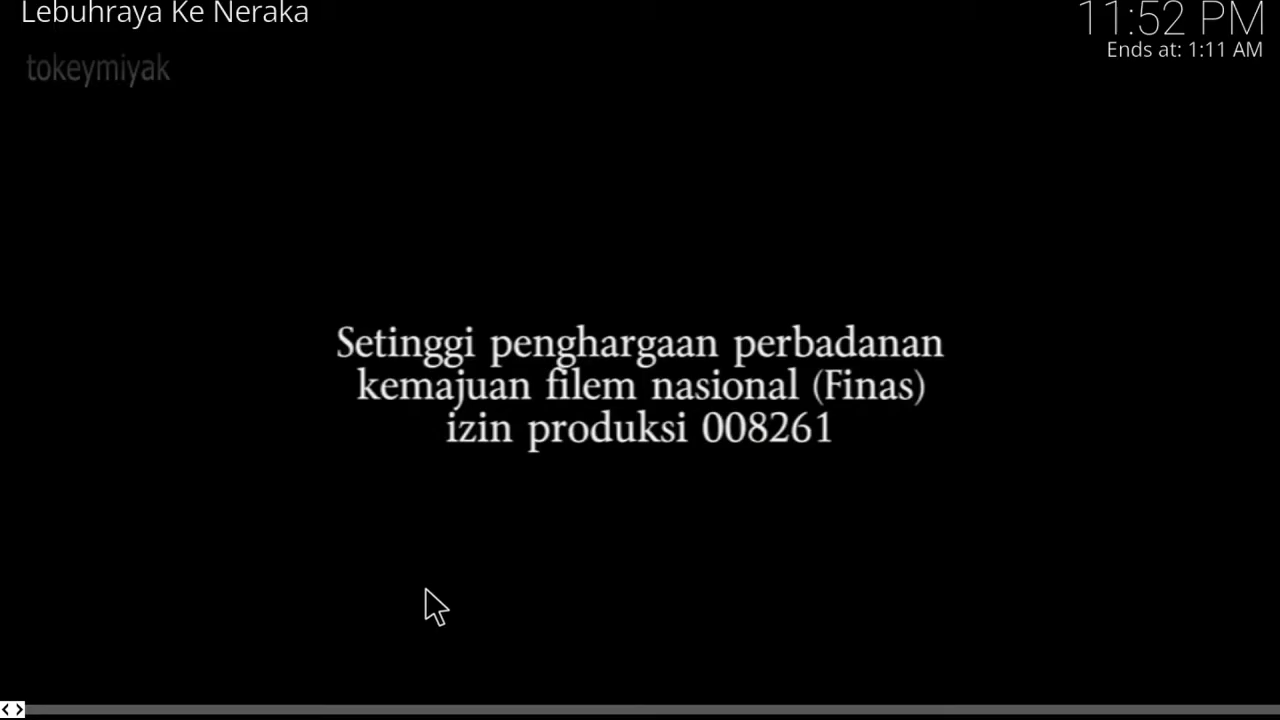 Lebuhraya Ke Neraka
11:52 PM
Ends at: 1:11 AM
tokeymiyak
Setinggi penghargaan perbadanan
kemajuan filem nasional (Finas)
izin produksi 008261